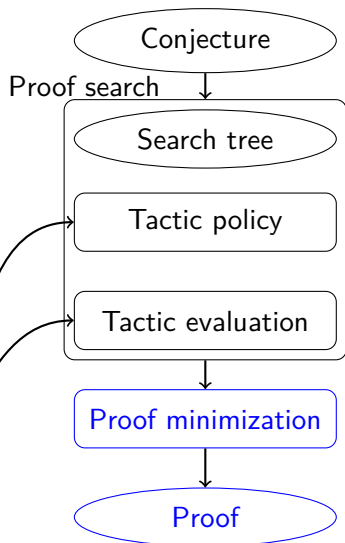 Conjecture
Proof search
Search tree
Tactic policy
Tactic evaluation
Proof minimization
Proof